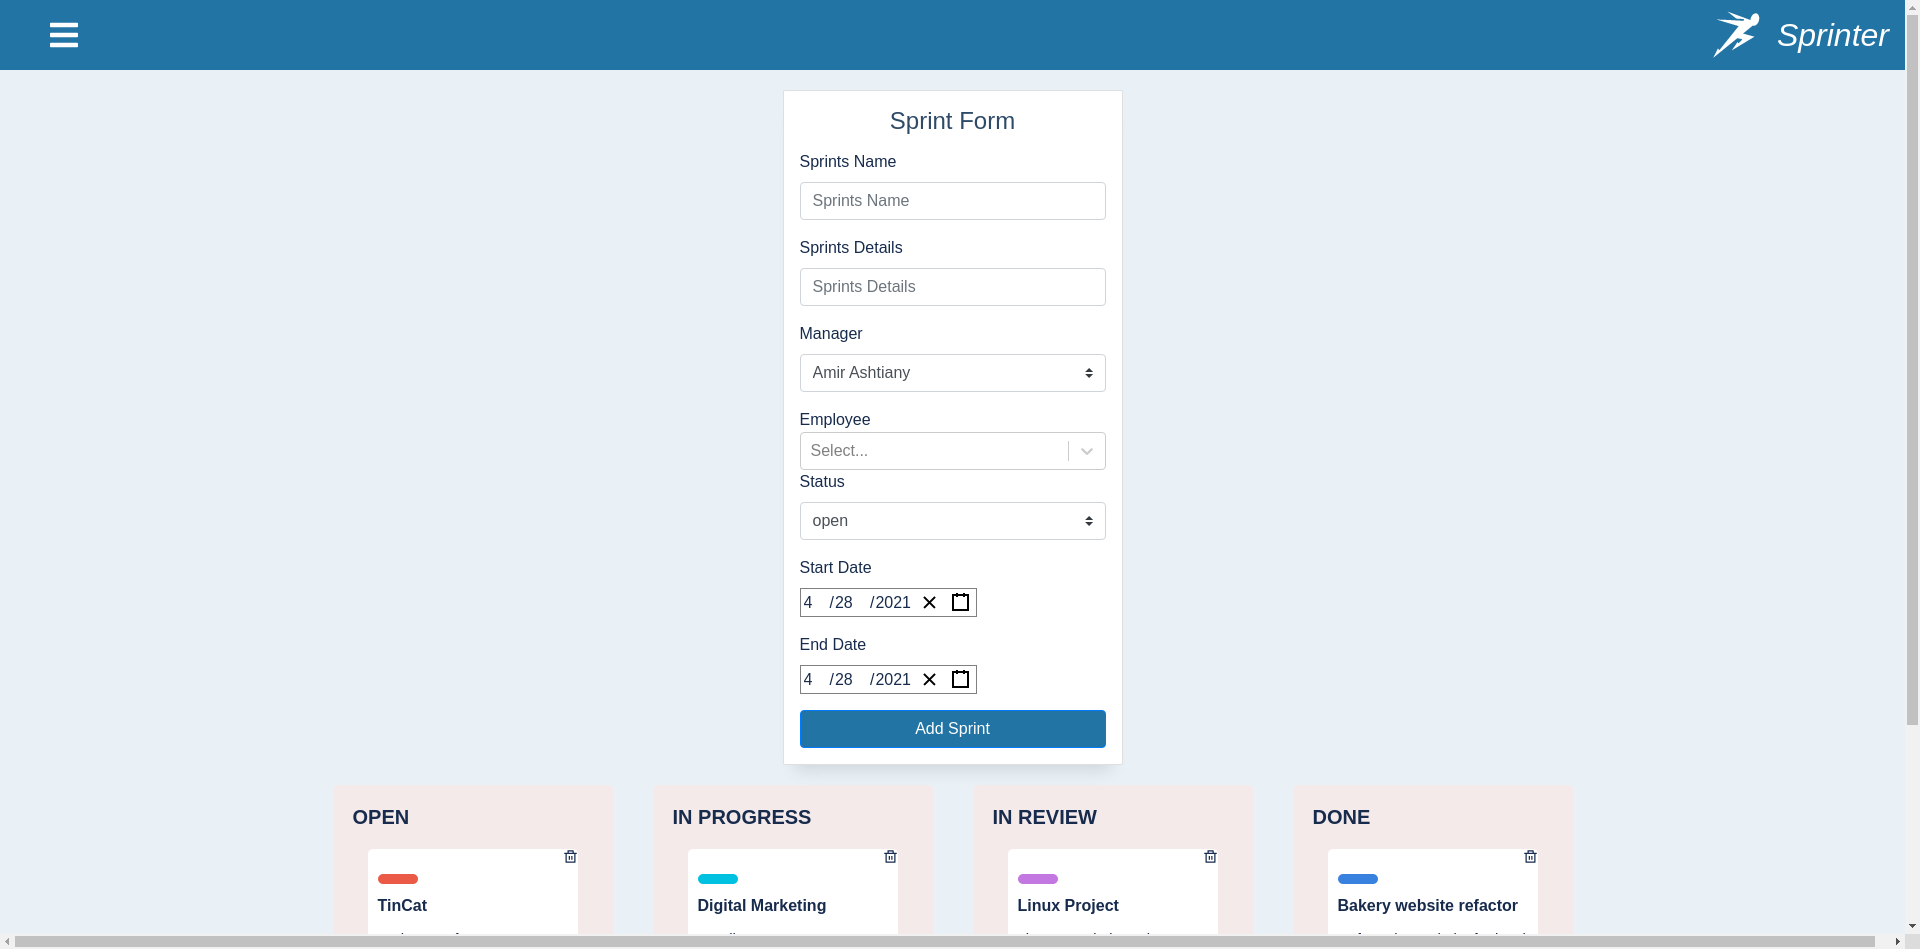 Sprinter
Sprint Form
Sprints Name
Sprints Name
Sprints Details
Sprints Details
Manager
Amir Ashtiany
Employee
Select...
Status
open
Start Date
4 /28 /2021
End Date
4 /28 /2021
Add Sprint
OPEN
IN PROGRESS
IN REVIEW
DONE
TinCat
Digital Marketing
Linux Project
Bakery website refactor